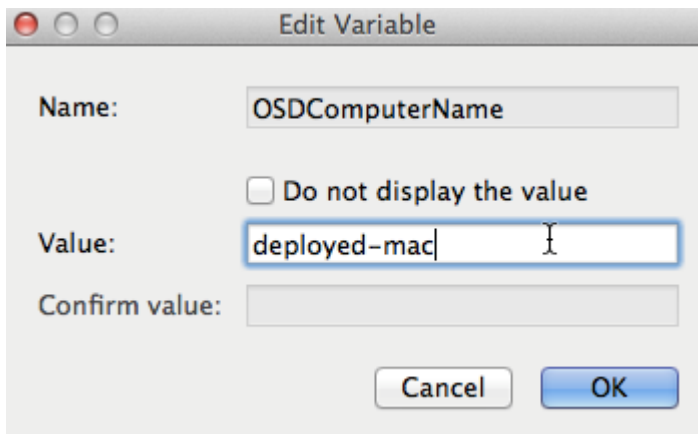 Edit Variable
Name: OSDComputerName
Do not display the value
Value: deployed-mac
Confirm value:
Cancel OK